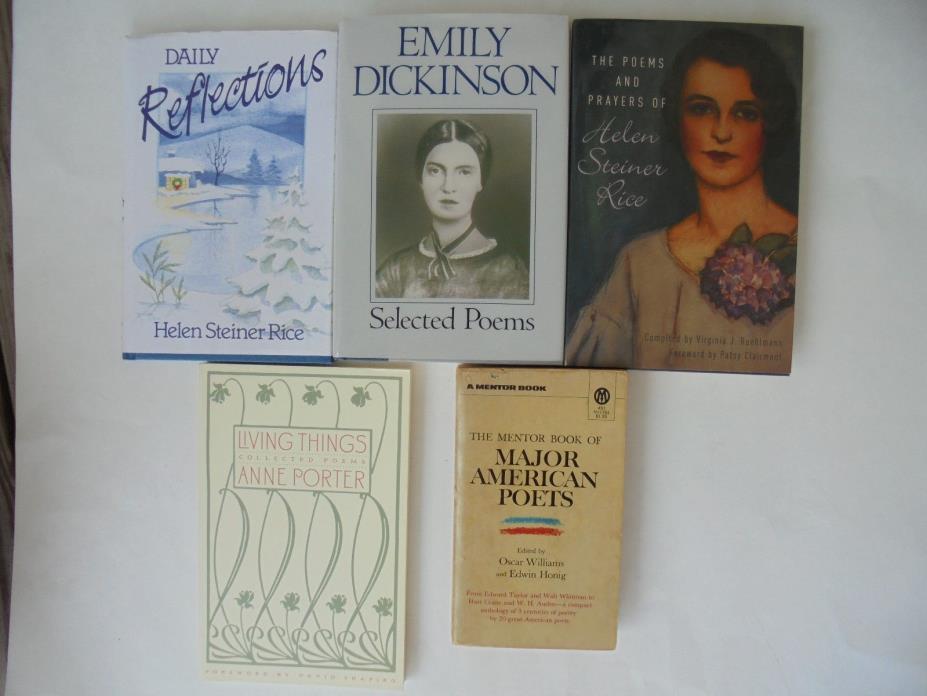 DAILY
Reflections
Helen Steiner Rice
EMILY
DICKINSON
Selected Poems
THE POEMS
AND
PRAYERS OF
Helen
Steiner
Rice
Compiled by Virginia J. Ruehlmann
Foreword by Patsy Clairmont
LIVING THINGS
COLLECTED POEMS
ANNE PORTER
FOREWORD BY DAVID SHAPIRO
A MENTOR BOOK
THE MENTOR BOOK OF
MAJOR
AMERICAN
POETS
Edited by
Oscar Williams
and Edwin Honig
From Edward Taylor and Walt Whitman to
Hart Crane and W. H. Auden—a compact
anthology of 3 centuries of poetry
by 20 great American poets